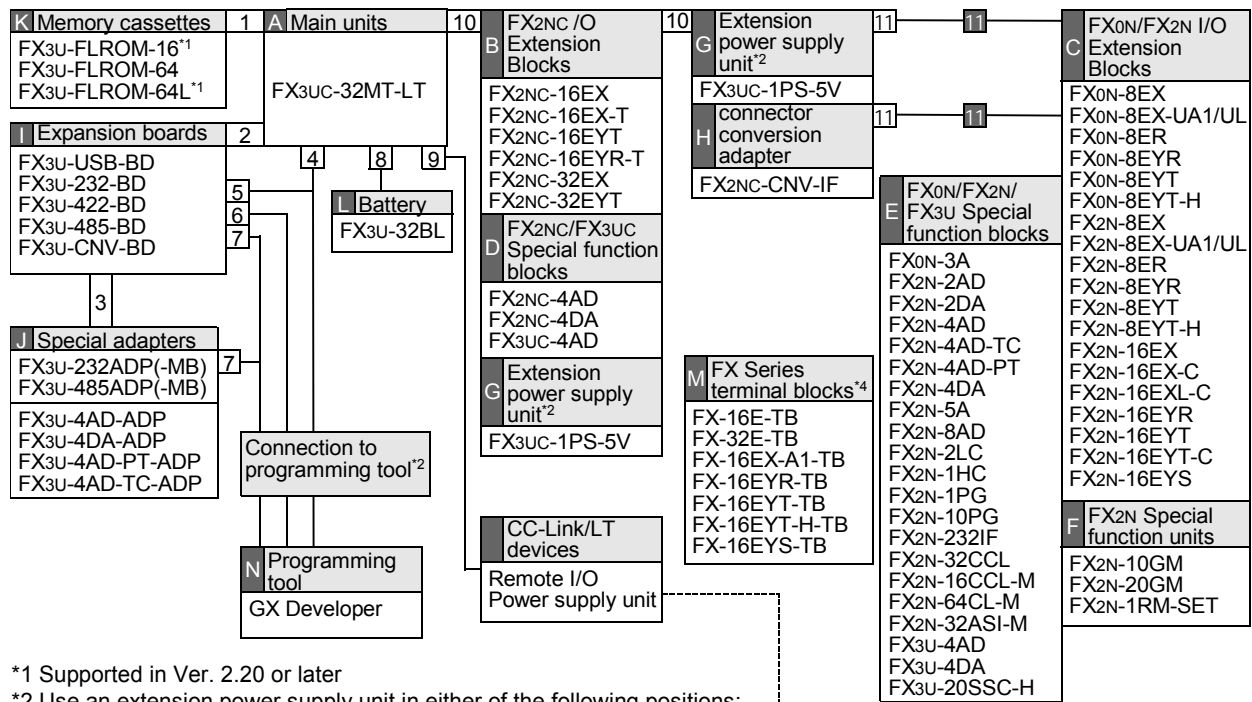 K Memory cassettes
FX3U-FLROM-16*1
FX3U-FLROM-64
FX3U-FLROM-64L*1
1
A Main units
FX3UC-32MT-LT
10
I Expansion boards
FX3U-USB-BD
FX3U-232-BD
FX3U-422-BD
FX3U-485-BD
FX3U-CNV-BD
2
4
8
9
5
6
7
3
L Battery
FX3U-32BL
J Special adapters
FX3U-232ADP(-MB)
FX3U-485ADP(-MB)
FX3U-4AD-ADP
FX3U-4DA-ADP
FX3U-4AD-PT-ADP
FX3U-4AD-TC-ADP
7
Connection to
programming tool*2
N Programming
tool
GX Developer
B FX2NC /O
Extension
Blocks
FX2NC-16EX
FX2NC-16EX-T
FX2NC-16EYT
FX2NC-16EYR-T
FX2NC-32EX
FX2NC-32EYT
D FX2NC/FX3UC
Special function
blocks
FX2NC-4AD
FX2NC-4DA
FX3UC-4AD
G Extension
power supply
unit*2
FX3UC-1PS-5V
CC-Link/LT
devices
Remote I/O
Power supply unit
10
G Extension
power supply
unit*2
FX3UC-1PS-5V
H connector
conversion
adapter
FX2NC-CNV-IF
11
11
11
11
M FX Series
terminal blocks*4
FX-16E-TB
FX-32E-TB
FX-16EX-A1-TB
FX-16EYR-TB
FX-16EYT-TB
FX-16EYT-H-TB
FX-16EYS-TB
E FX0N/FX2N/
FX3U Special
function blocks
FX0N-3A
FX2N-2AD
FX2N-2DA
FX2N-4AD
FX2N-4AD-TC
FX2N-4AD-PT
FX2N-4DA
FX2N-5A
FX2N-8AD
FX2N-2LC
FX2N-1HC
FX2N-1PG
FX2N-10PG
FX2N-232IF
FX2N-32CCL
FX2N-16CCL-M
FX2N-64CL-M
FX2N-32ASI-M
FX3U-4AD
FX3U-4DA
FX3U-20SSC-H
C FX0N/FX2N I/O
Extension
Blocks
FX0N-8EX
FX0N-8EX-UA1/UL
FX0N-8ER
FX0N-8EYR
FX0N-8EYT
FX0N-8EYT-H
FX2N-8EX
FX2N-8EX-UA1/UL
FX2N-8ER
FX2N-8EYR
FX2N-8EYT
FX2N-8EYT-H
FX2N-16EX
FX2N-16EX-C
FX2N-16EXL-C
FX2N-16EYR
FX2N-16EYT
FX2N-16EYT-C
FX2N-16EYS
F FX2N Special
function units
FX2N-10GM
FX2N-20GM
FX2N-1RM-SET
*1 Supported in Ver. 2.20 or later
*2 Use an extension power supply unit in either of the following positions: